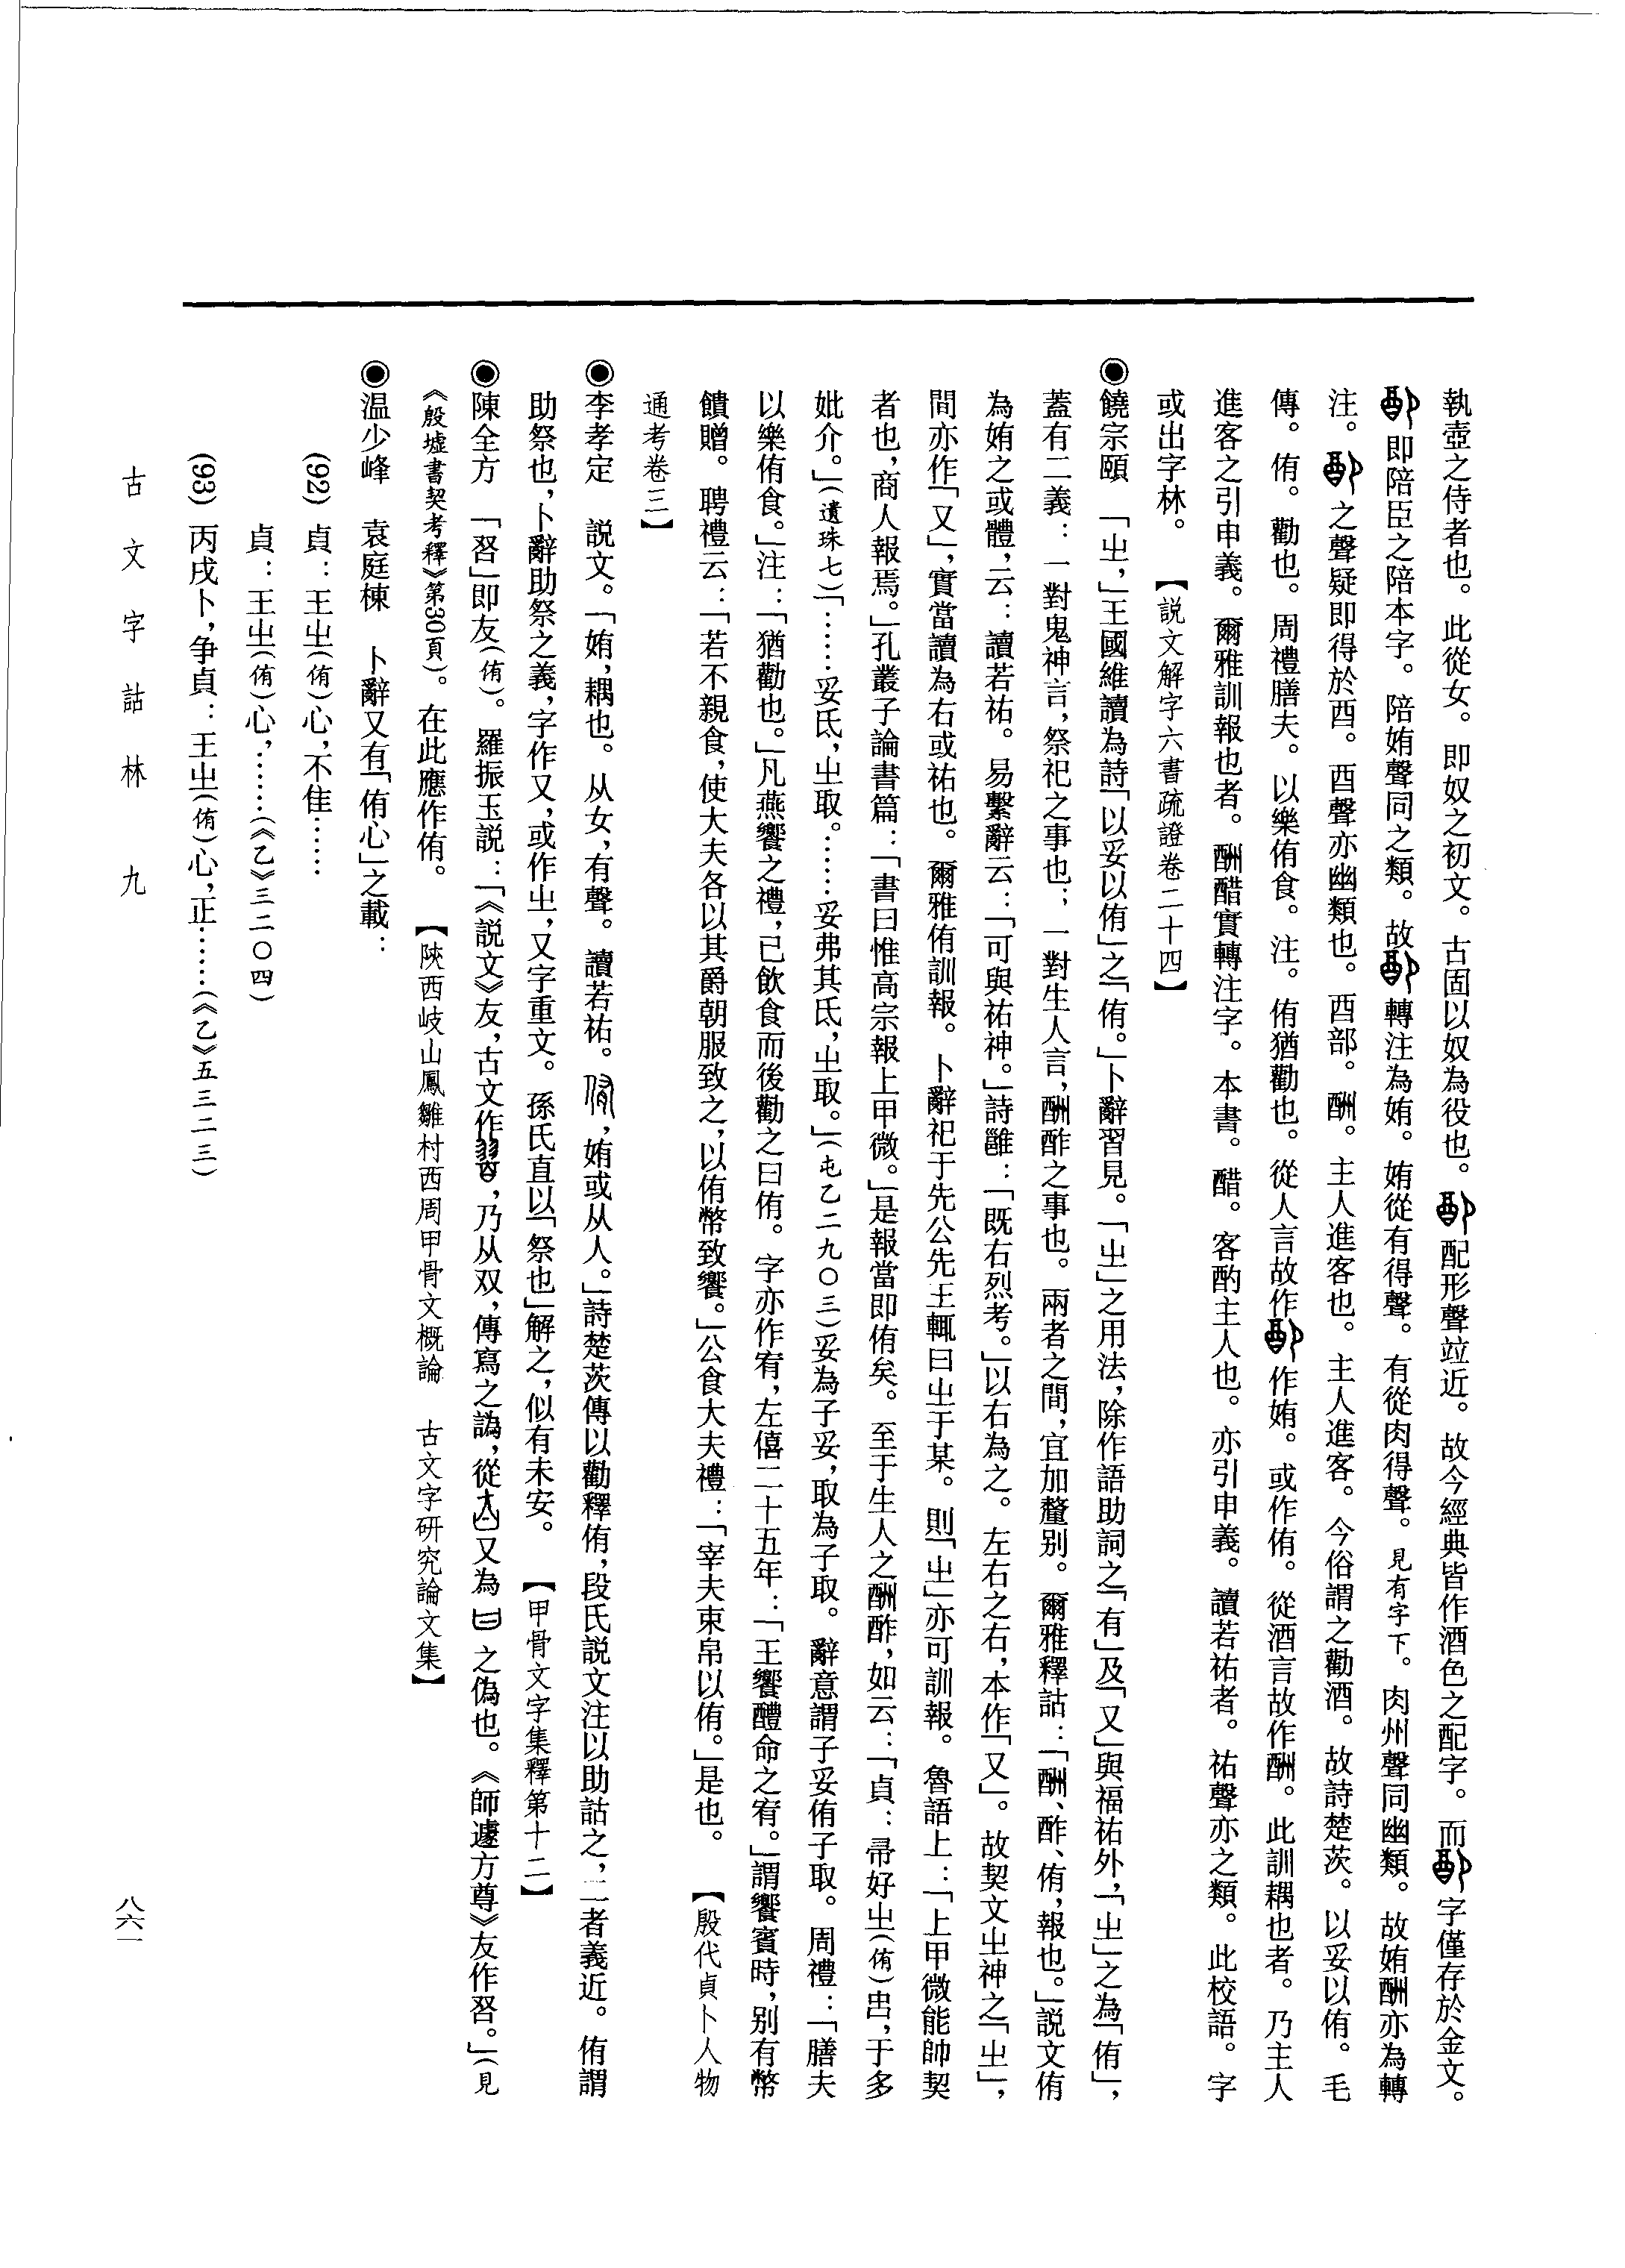 執壺之侍者也。此從女。即奴之初文。古固以奴為役也。配形聲竝近。故今經典皆作酒色之配字。而字僅存於金文。
即陪臣之陪本字。陪姷聲同之類。故轉注為姷。姷從有得聲。有從肉得聲。見有字下。肉州聲同幽類。故姷酬亦為轉
注。之聲疑即得於酉。酉聲亦幽類也。酉部。酬。主人進客也。主人進客。今俗謂之勸酒。故詩楚茨。以妥以侑。毛
傳。侑。勸也。周禮膳夫。以樂侑食。注。侑猶勸也。從人言故作作姷。或作侑。從酒言故作酬。此訓耦也者。乃主人
進客之引申義。爾雅訓報也者。酬醋實轉注字。本書。醋。客酌主人也。亦引申義。讀若祐者。祐聲亦之類。此校語。字
或出字林。【説文解字六書疏證卷二十四】
◉饒宗頤　「㞢，」王國維讀為詩「以妥以侑」之「侑。」卜辭習見。「㞢」之用法，除作語助詞之「有」及「又」與福祐外，「㞢」之為「侑」，
蓋有二義：一對鬼神言，祭祀之事也；一對生人言，酬酢之事也。兩者之間，宜加釐别。爾雅釋詁：「酬、酢、侑，報也。」説文侑
為姷之或體，云：讀若祐。易繫辭云：「可與祐神。」詩雝：「既右烈考。」以右為之。左右之右，本作「又」。故契文㞢神之「㞢」，
間亦作「又」，實當讀為右或祐也。爾雅侑訓報。卜辭祀于先公先王輒曰㞢于某。則「㞢」亦可訓報。魯語上：「上甲微能帥契
者也，商人報焉。」孔叢子論書篇：「書曰惟高宗報上甲微。」是報當即侑矣。至于生人之酬酢，如云：「貞：帚好㞢（侑）𠱠，于多
妣介。」（遺珠七）「……妥氏，㞢取。……妥弗其氐，㞢取。」（屯乙二九〇三）妥為子妥，取為子取。辭意謂子妥侑子取。周禮：「膳夫
以樂侑食。」注：「猶勸也。」凡燕饗之禮，已飲食而後勸之曰侑。字亦作宥，左僖二十五年：「王饗醴命之宥。」謂饗賓時，别有幣
饋贈。聘禮云：「若不親食，使大夫各以其爵朝服致之，以侑幣致饗。」公食大夫禮：「宰夫束帛以侑。」是也。【殷代貞卜人物
通考卷三】
◉李孝定　説文。「姷，耦也。从女，有聲。讀若祐。，姷或从人。」詩楚茨傳以勸釋侑，段氏説文注以助詁之，二者義近。侑謂
助祭也，卜辭助祭之義，字作又，或作㞢，又字重文。孫氏直以「祭也」解之，似有未安。【甲骨文字集釋第十二】
◉陳全方　「㕛」即友（侑）。羅振玉説：「《説文》友，古文作，乃从双，傳寫之譌，從又為之偽也。《師遽方尊》友作㕛。」（見
《殷墟書契考釋》第30頁）。在此應作侑。【陝西岐山鳳雛村西周甲骨文概論　古文字研究論文集】
◉温少峰　袁庭棟　卜辭又有「侑心」之載：
(92) 貞：王㞢（侑）心，不隹……
貞：王㞢（侑）心，……（《乙》三二〇四）
(93) 丙戌卜，争貞：王㞢（侑）心，正……（《乙》五三二三）
古文字詁林　九
八六一